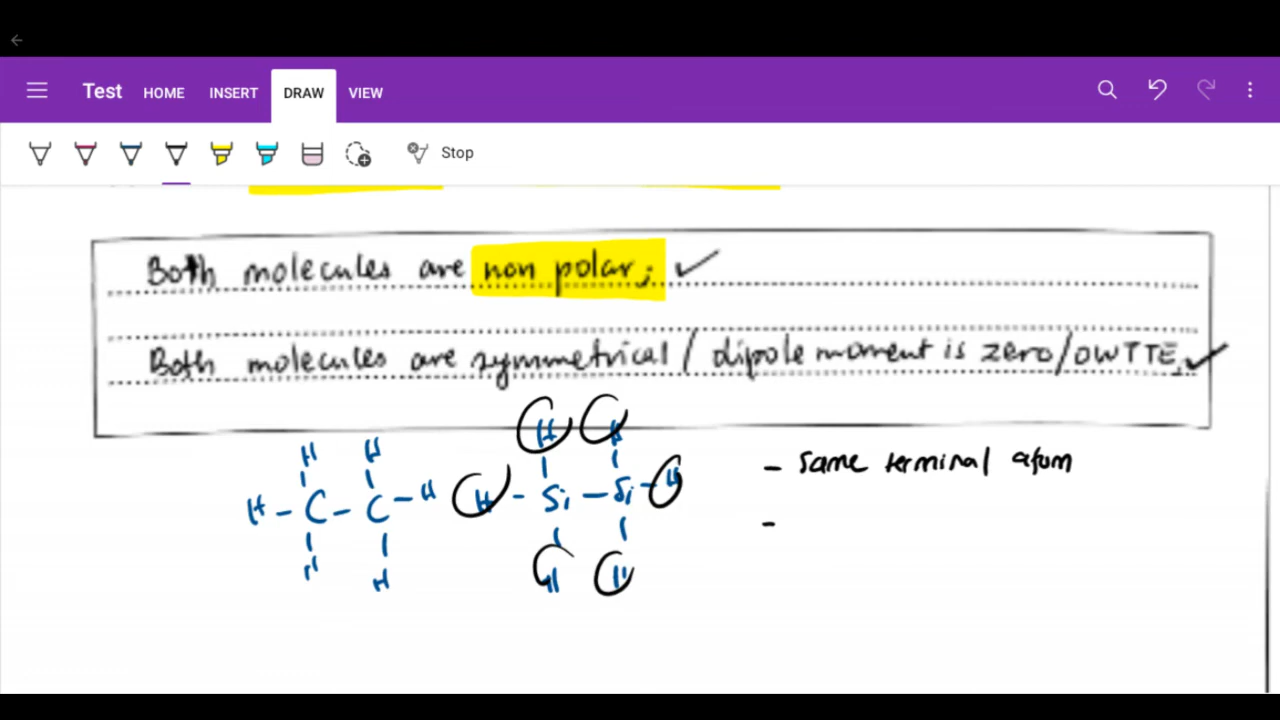 Test HOME INSERT DRAW VIEW
Stop
Both molecules are non polar;
Both molecules are symmetrical / dipole moment is zero/OWTTE.
H H
H - C - C - H
H H
H H
H - Si - Si - H
H H
- same terminal atom
-